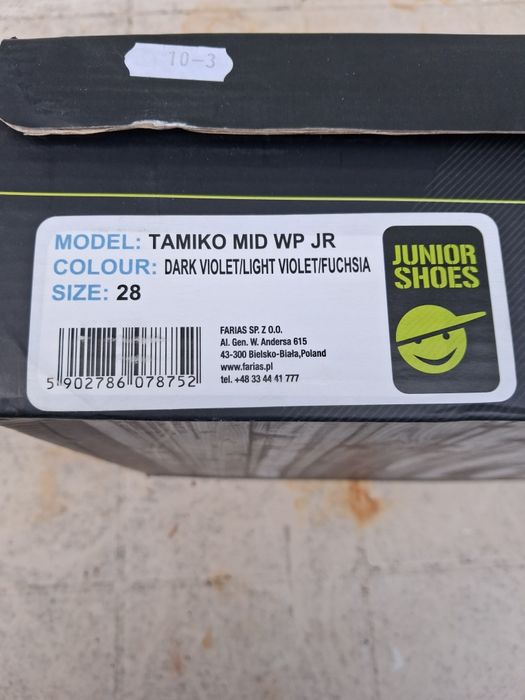 10-3
MODEL: TAMIKO MID WP JR
COLOUR: DARK VIOLET/LIGHT VIOLET/FUCHSIA
SIZE: 28
JUNIOR
SHOES
FARIAS SP. Z O.O.
Al. Gen. W. Andersa 615
43-300 Bielsko-Biała,Poland
www.farias.pl
tel. +48 33 44 41 777
5 902786 078752